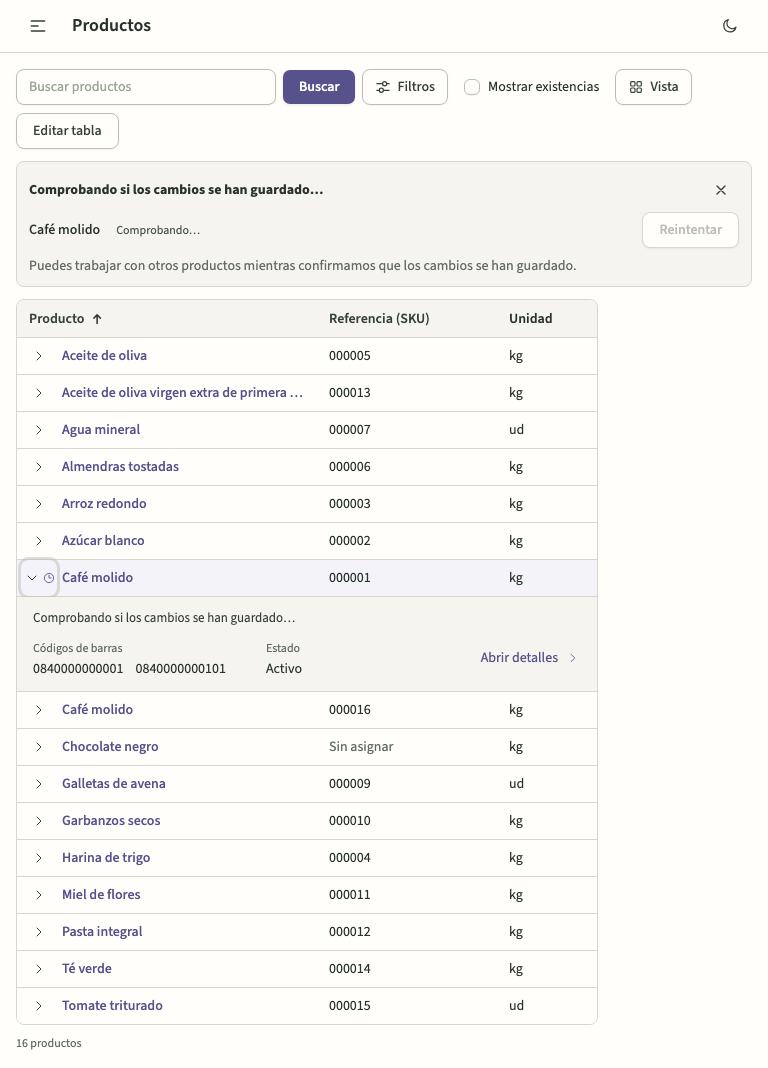 Productos
Buscar productos
Buscar
Filtros
Mostrar existencias
Vista
Editar tabla
Comprobando si los cambios se han guardado…
Café molido Comprobando…
Reintentar
Puedes trabajar con otros productos mientras confirmamos que los cambios se han guardado.
Producto Referencia (SKU) Unidad
Aceite de oliva 000005 kg
Aceite de oliva virgen extra de primera … 000013 kg
Agua mineral 000007 ud
Almendras tostadas 000006 kg
Arroz redondo 000003 kg
Azúcar blanco 000002 kg
Café molido 000001 kg
Comprobando si los cambios se han guardado…
Códigos de barras Estado
0840000000001 0840000000101 Activo
Abrir detalles
Café molido 000016 kg
Chocolate negro Sin asignar kg
Galletas de avena 000009 ud
Garbanzos secos 000010 kg
Harina de trigo 000004 kg
Miel de flores 000011 kg
Pasta integral 000012 kg
Té verde 000014 kg
Tomate triturado 000015 ud
16 productos